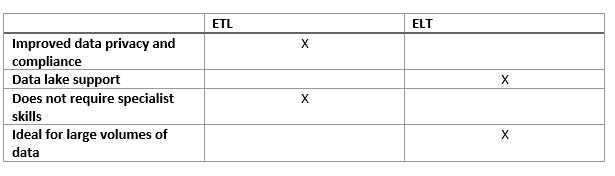 ETL ELT
Improved data privacy and X
compliance
Data lake support X
Does not require specialist X
skills
Ideal for large volumes of X
data